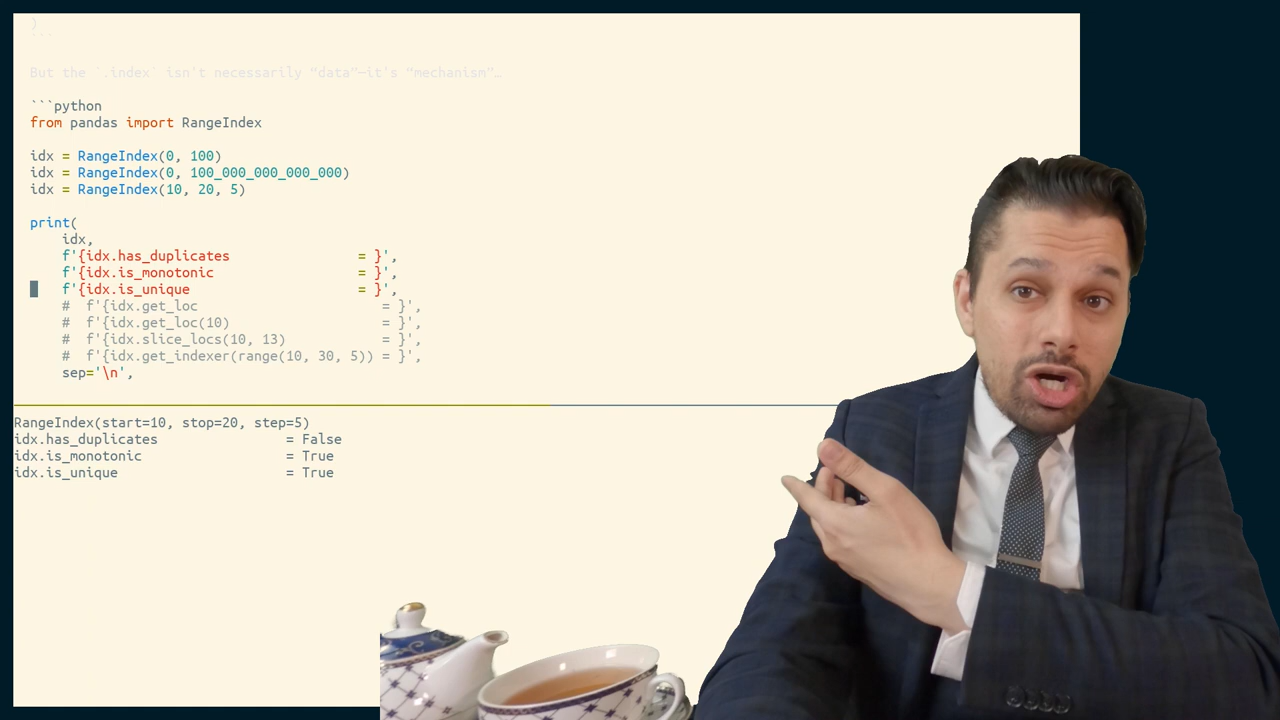 )
```
But the `.index` isn't necessarily “data”—it's “mechanism”…
```python
from pandas import RangeIndex
idx = RangeIndex(0, 100)
idx = RangeIndex(0, 100_000_000_000_000)
idx = RangeIndex(10, 20, 5)
print(
    idx,
    f'{idx.has_duplicates                = }',
    f'{idx.is_monotonic                  = }',
    f'{idx.is_unique                     = }',
    #  f'{idx.get_loc                       = }',
    #  f'{idx.get_loc(10)                   = }',
    #  f'{idx.slice_locs(10, 13)            = }',
    #  f'{idx.get_indexer(range(10, 30, 5)) = }',
    sep='\n',
RangeIndex(start=10, stop=20, step=5)
idx.has_duplicates                = False
idx.is_monotonic                  = True
idx.is_unique                     = True